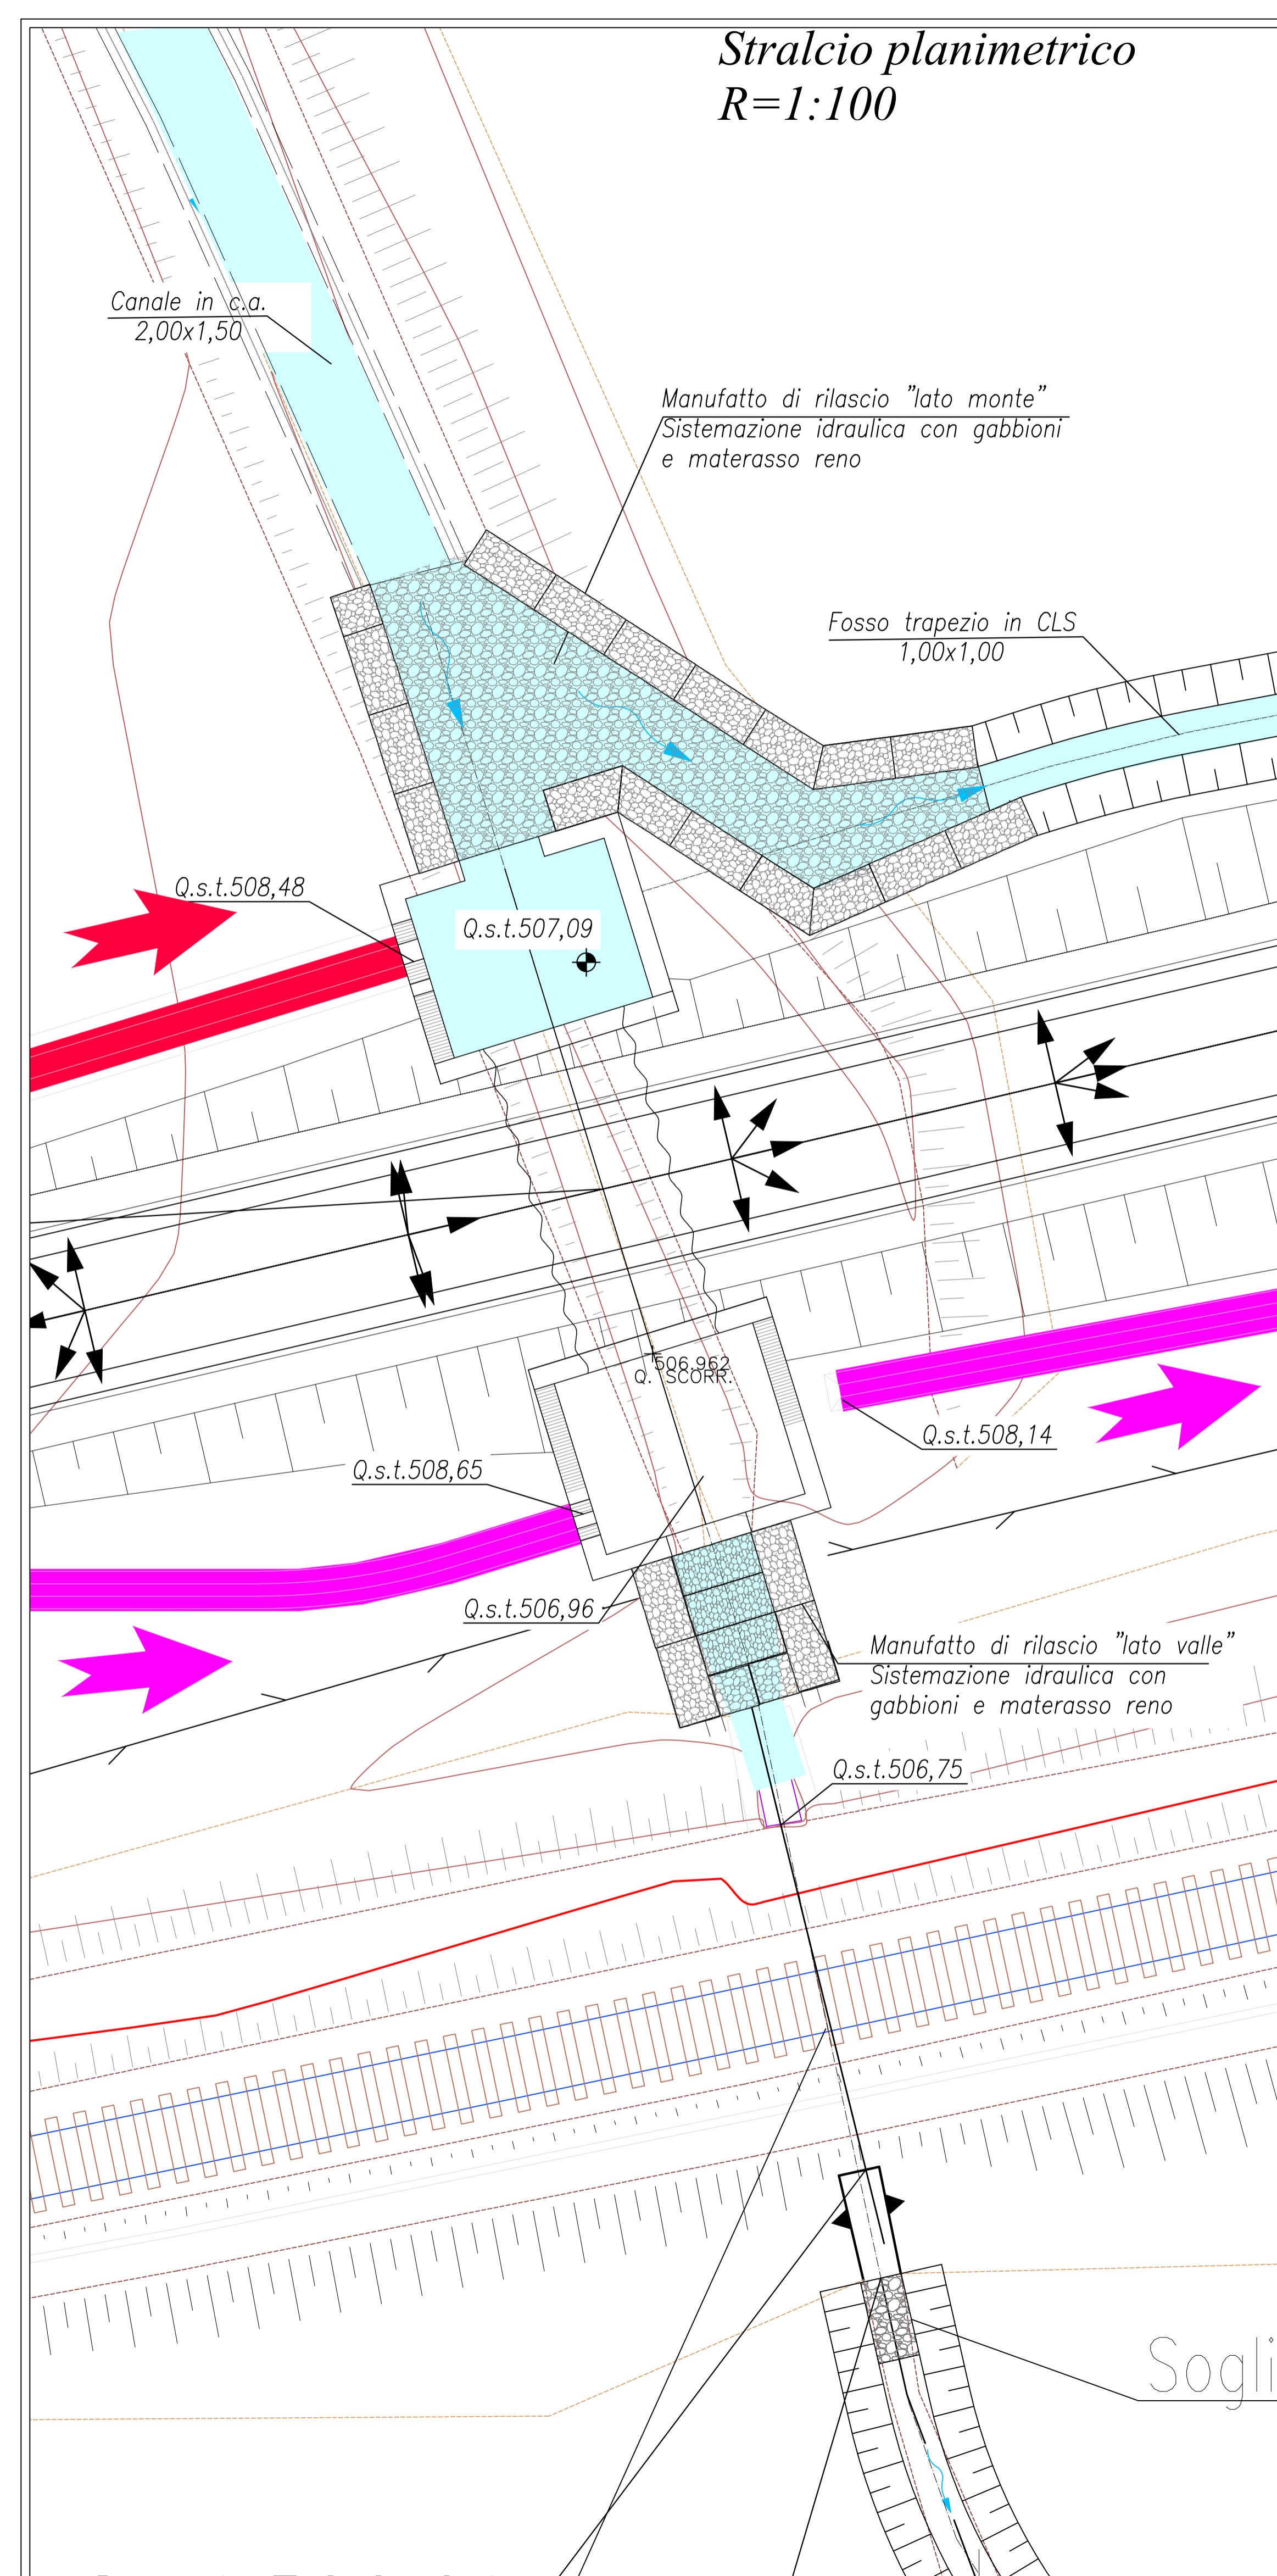 Stralcio planimetrico
R=1:100
Canale in c.a.
2,00x1,50
Manufatto di rilascio "lato monte"
Sistemazione idraulica con gabbioni
e materasso reno
Fosso trapezio in CLS
1,00x1,00
Q.s.t.508,48
Q.s.t.507,09
506.962
Q. SCORR.
Q.s.t.508,14
Q.s.t.508,65
Q.s.t.506,96
Manufatto di rilascio "lato valle"
Sistemazione idraulica con
gabbioni e materasso reno
Q.s.t.506,75
Sogli